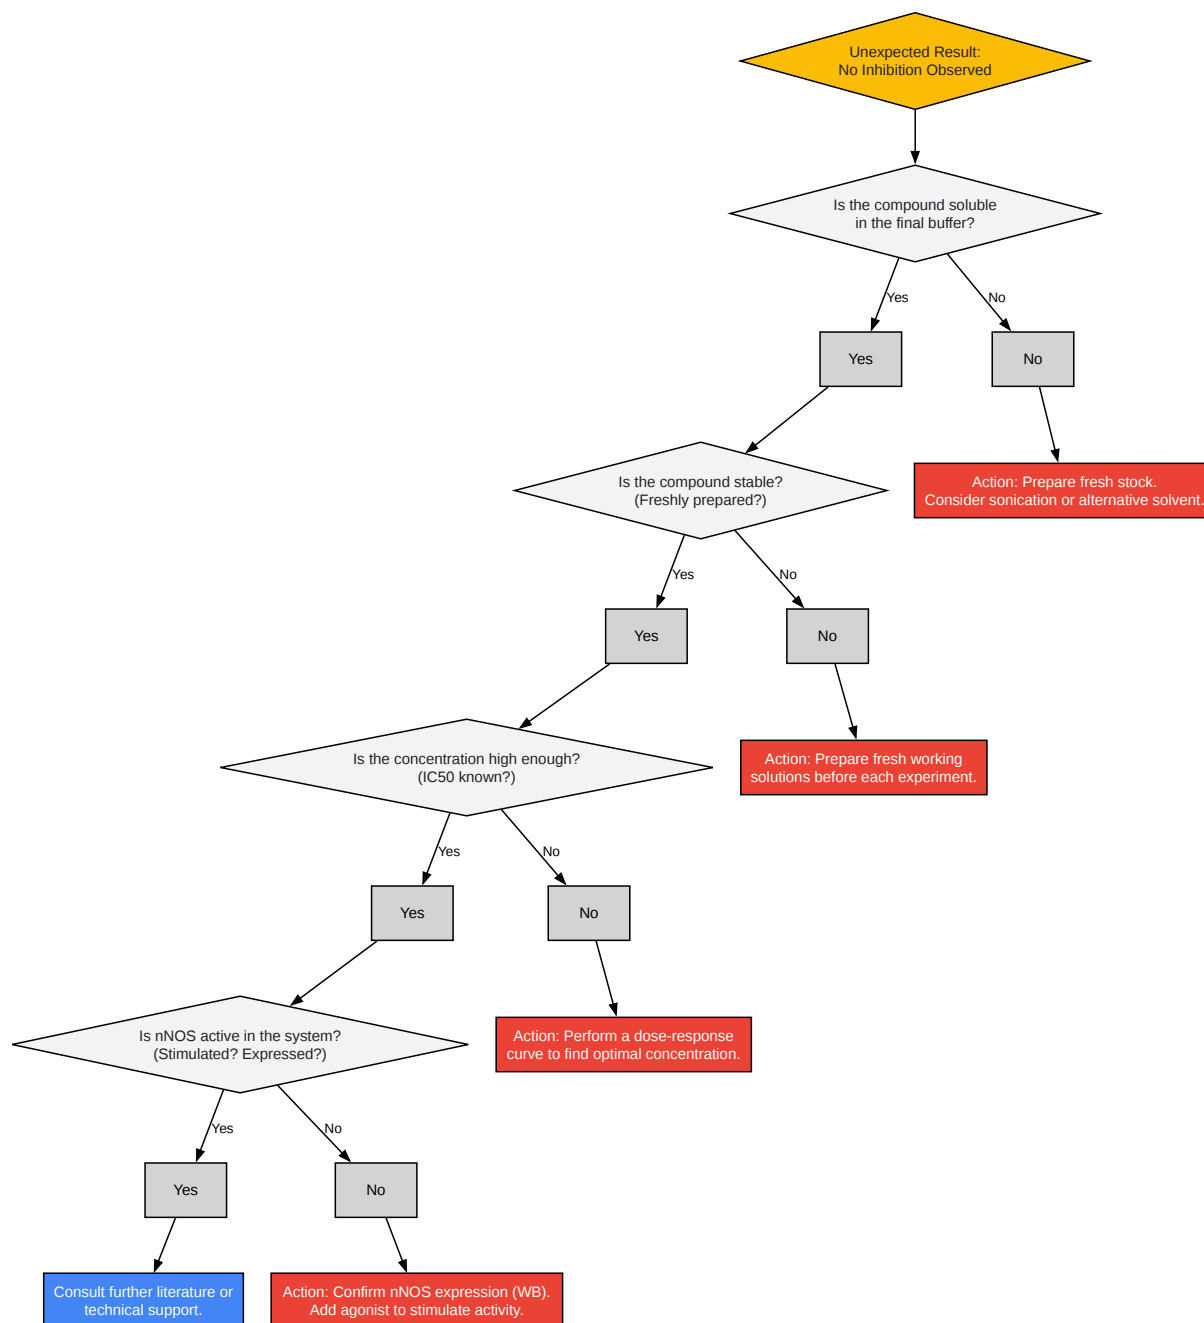 Unexpected Result:
No Inhibition Observed
Is the compound soluble
in the final buffer?
Yes
No
Yes
No
Is the compound stable?
(Freshly prepared?)
Action: Prepare fresh stock.
Consider sonication or alternative solvent.
Yes
No
Yes
No
Is the concentration high enough?
(IC50 known?)
Action: Prepare fresh working
solutions before each experiment.
Yes
No
Yes
No
Is nNOS active in the system?
(Stimulated? Expressed?)
Action: Perform a dose-response
curve to find optimal concentration.
Yes
No
Yes
No
Consult further literature or
technical support.
Action: Confirm nNOS expression (WB).
Add agonist to stimulate activity.